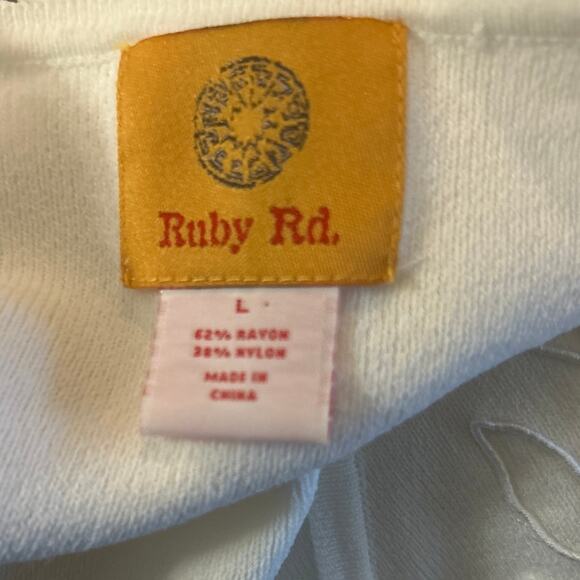 Ruby Rd.
L
62% RAYON
38% NYLON
MADE IN
CHINA